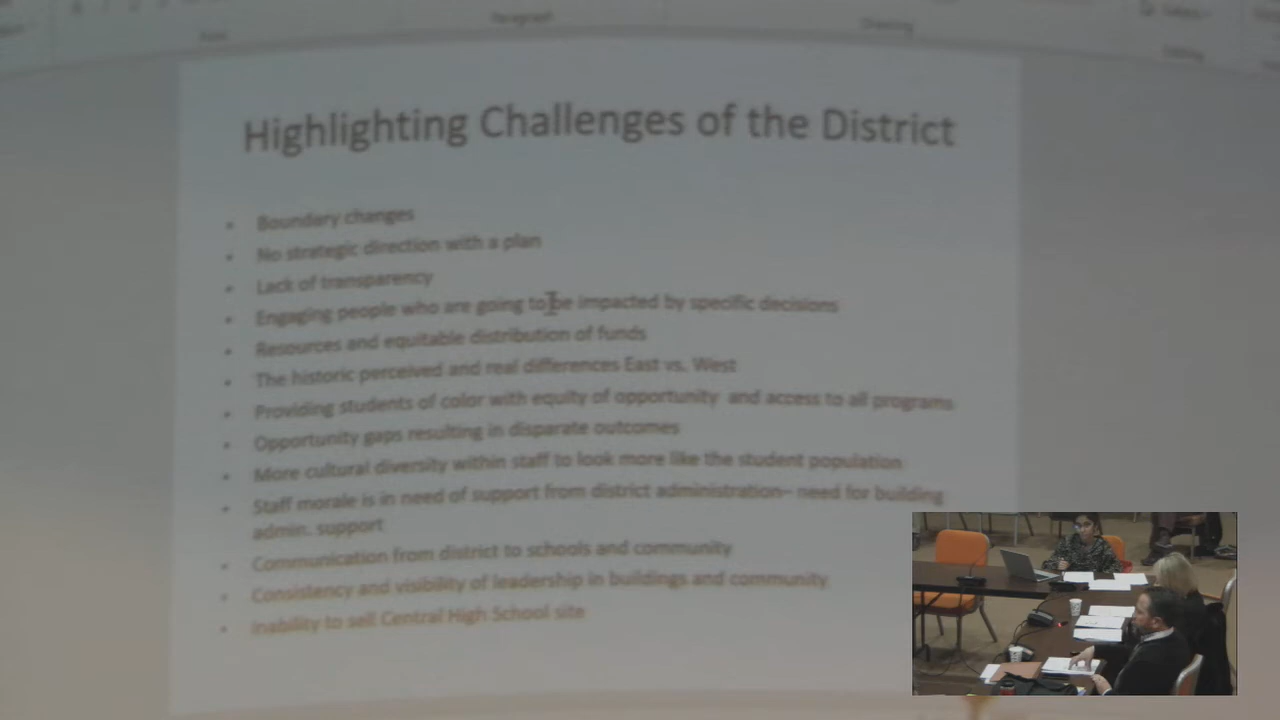 Paragraph
Highlighting Challenges of the District
• Boundary changes
• No strategic direction with a plan
• Lack of transparency
• Engaging people who are going to be impacted by specific decisions
• Resources and equitable distribution of funds
• The historic perceived and real differences East vs. West
• Providing students of color with equity of opportunity and access to all programs
• Opportunity gaps resulting in disparate outcomes
• More cultural diversity within staff to look more like the student population
• Staff morale is in need of support from district administration– need for building
admin. support
• Communication from district to schools and community
• Consistency and visibility of leadership in buildings and community
• Inability to sell Central High School site